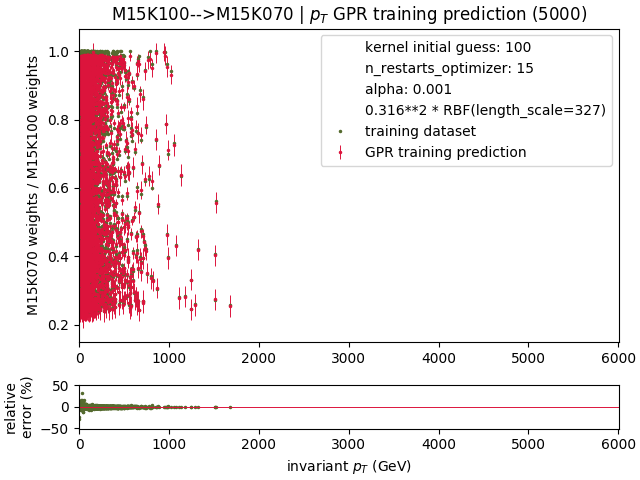 M15K100-->M15K070 | p_T GPR training prediction (5000)
M15K070 weights / M15K100 weights
1.0
0.8
0.6
0.4
0.2
kernel initial guess: 100
n_restarts_optimizer: 15
alpha: 0.001
0.316**2 * RBF(length_scale=327)
training dataset
GPR training prediction
0 1000 2000 3000 4000 5000 6000
relative
error (%)
50
0
−50
0 1000 2000 3000 4000 5000 6000
invariant p_T (GeV)